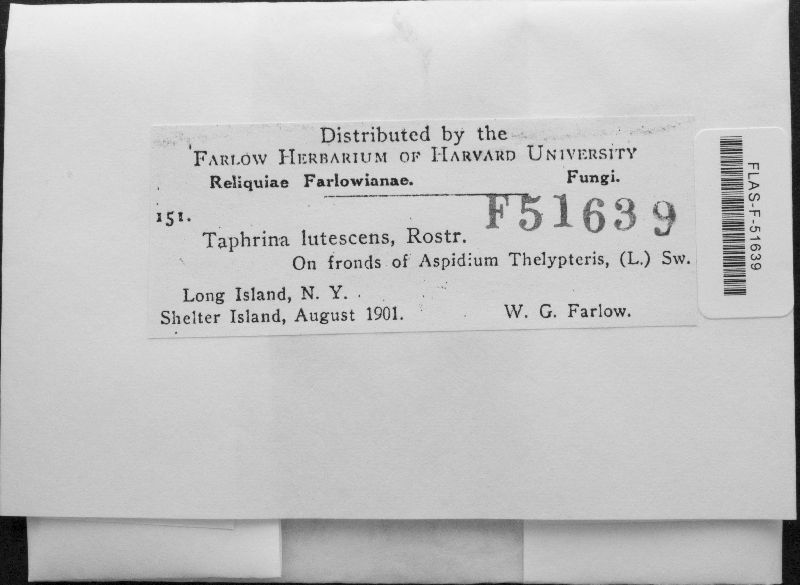 Distributed by the
FARLOW HERBARIUM OF HARVARD UNIVERSITY
Reliquiae Farlowianae. Fungi.
F51639
151.
Taphrina lutescens, Rostr.
On fronds of Aspidium Thelypteris, (L.) Sw.
Long Island, N. Y.
Shelter Island, August 1901. W. G. Farlow.
FLAS-F-51639